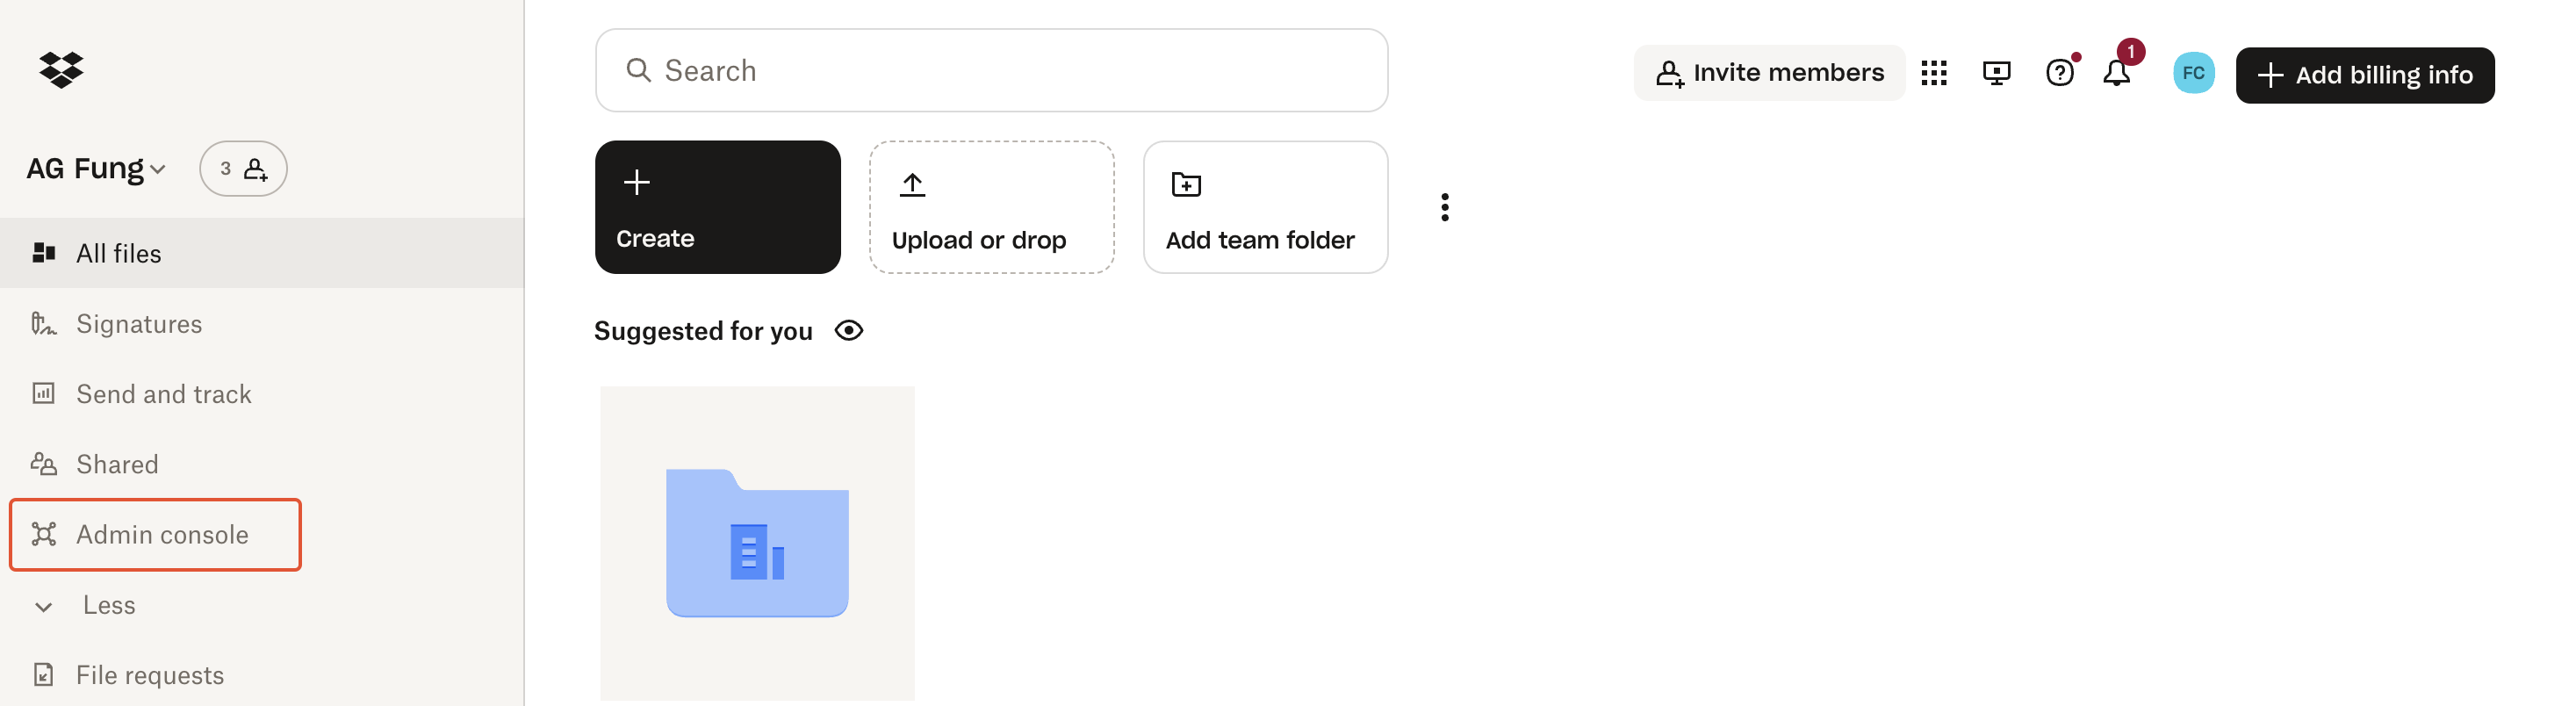 Search
Invite members
1
FC
Add billing info
AG Fung
3
Create
Upload or drop
Add team folder
All files
Signatures
Send and track
Shared
Admin console
Less
File requests
Suggested for you